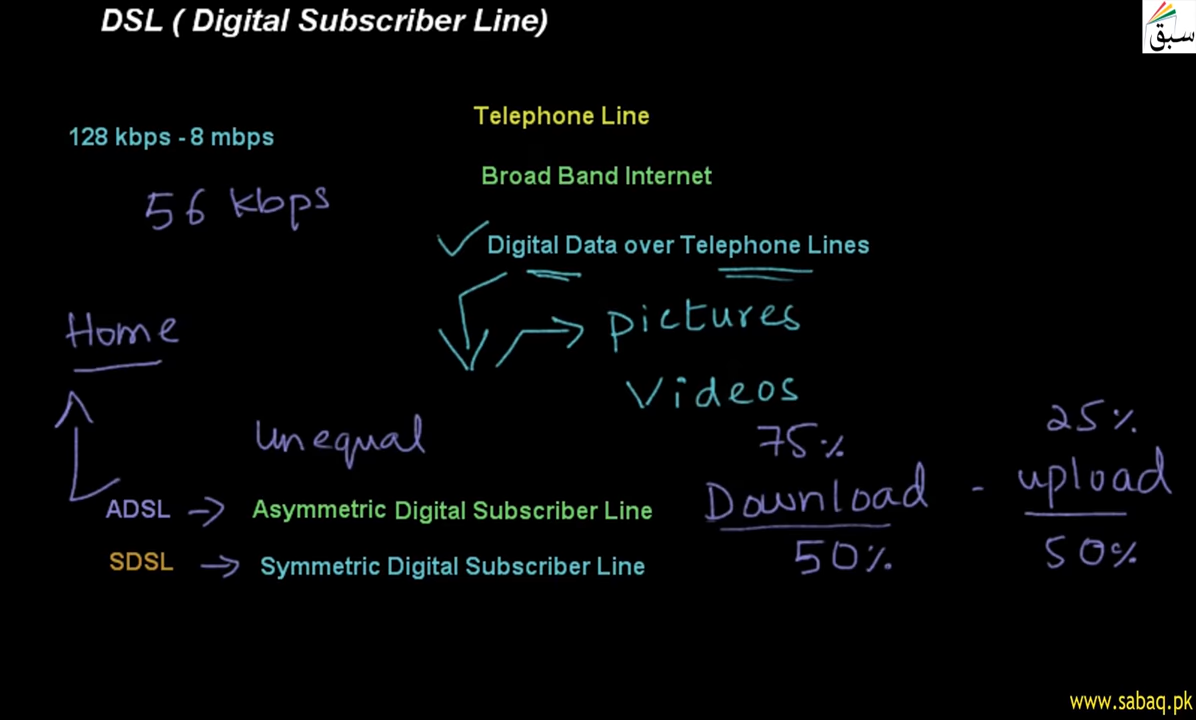 DSL ( Digital Subscriber Line)
سبق
Telephone Line
128 kbps - 8 mbps
Broad Band Internet
56 kbps
Digital Data over Telephone Lines
Home
pictures
Videos
unequal
75%
25%
Download - upload
ADSL → Asymmetric Digital Subscriber Line
50%
50%
SDSL → Symmetric Digital Subscriber Line
www.sabaq.pk